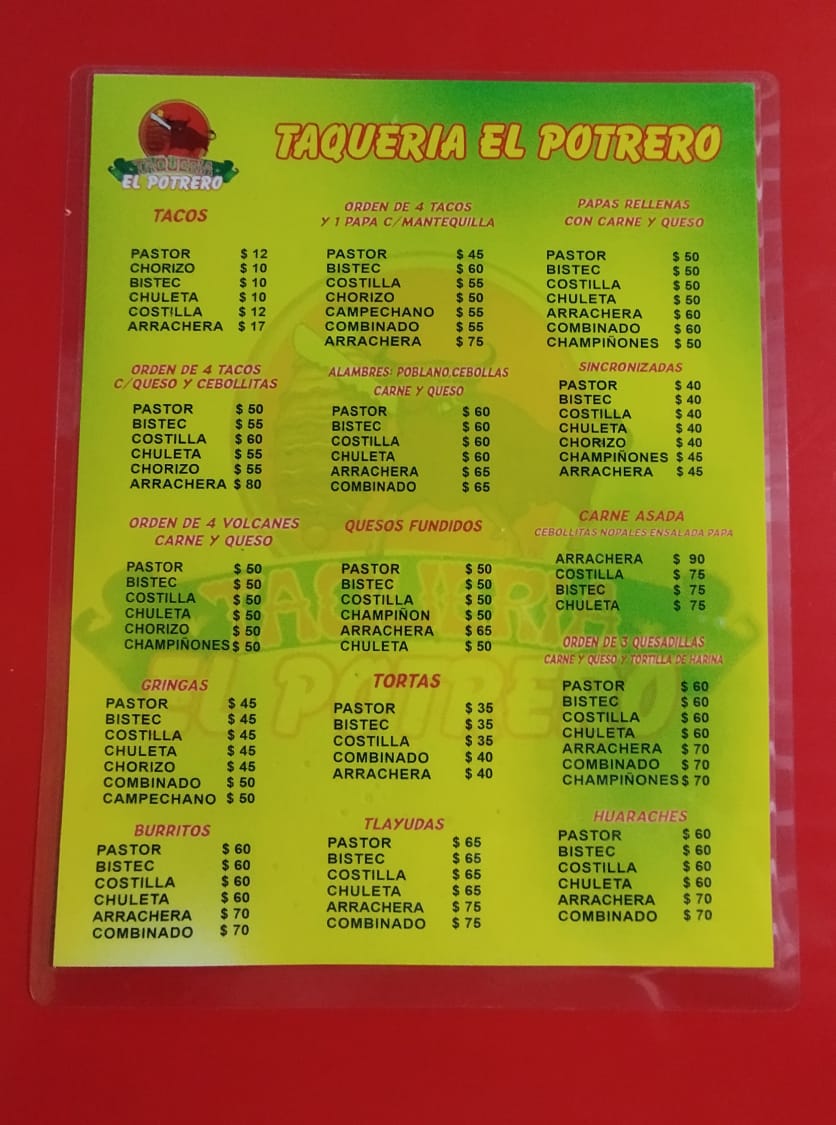 TAQUERIA
EL POTRERO
TAQUERIA EL POTRERO
TACOS
PASTOR $ 12
CHORIZO $ 10
BISTEC $ 10
CHULETA $ 10
COSTILLA $ 12
ARRACHERA $ 17
ORDEN DE 4 TACOS
Y 1 PAPA C/MANTEQUILLA
PASTOR $ 45
BISTEC $ 60
COSTILLA $ 55
CHORIZO $ 50
CAMPECHANO $ 55
COMBINADO $ 55
ARRACHERA $ 75
PAPAS RELLENAS
CON CARNE Y QUESO
PASTOR $ 50
BISTEC $ 50
COSTILLA $ 50
CHULETA $ 50
ARRACHERA $ 60
COMBINADO $ 60
CHAMPIÑONES $ 50
ORDEN DE 4 TACOS
C/QUESO Y CEBOLLITAS
PASTOR $ 50
BISTEC $ 55
COSTILLA $ 60
CHULETA $ 55
CHORIZO $ 55
ARRACHERA $ 80
ALAMBRES: POBLANO,CEBOLLAS
CARNE Y QUESO
PASTOR $ 60
BISTEC $ 60
COSTILLA $ 60
CHULETA $ 60
ARRACHERA $ 65
COMBINADO $ 65
SINCRONIZADAS
PASTOR $ 40
BISTEC $ 40
COSTILLA $ 40
CHULETA $ 40
CHORIZO $ 40
CHAMPIÑONES $ 45
ARRACHERA $ 45
ORDEN DE 4 VOLCANES
CARNE Y QUESO
PASTOR $ 50
BISTEC $ 50
COSTILLA $ 50
CHULETA $ 50
CHORIZO $ 50
CHAMPIÑONES $ 50
QUESOS FUNDIDOS
PASTOR $ 50
BISTEC $ 50
COSTILLA $ 50
CHAMPIÑON $ 50
ARRACHERA $ 65
CHULETA $ 50
CARNE ASADA
CEBOLLITAS NOPALES ENSALADA PAPA
ARRACHERA $ 90
COSTILLA $ 75
BISTEC $ 75
CHULETA $ 75
ORDEN DE 3 QUESADILLAS
CARNE Y QUESO Y TORTILLA DE HARINA
PASTOR $ 60
BISTEC $ 60
COSTILLA $ 60
CHULETA $ 60
ARRACHERA $ 70
COMBINADO $ 70
CHAMPIÑONES $ 70
GRINGAS
PASTOR $ 45
BISTEC $ 45
COSTILLA $ 45
CHULETA $ 45
CHORIZO $ 45
COMBINADO $ 50
CAMPECHANO $ 50
TORTAS
PASTOR $ 35
BISTEC $ 35
COSTILLA $ 35
COMBINADO $ 40
ARRACHERA $ 40
BURRITOS
PASTOR $ 60
BISTEC $ 60
COSTILLA $ 60
CHULETA $ 60
ARRACHERA $ 70
COMBINADO $ 70
TLAYUDAS
PASTOR $ 65
BISTEC $ 65
COSTILLA $ 65
CHULETA $ 65
ARRACHERA $ 75
COMBINADO $ 75
HUARACHES
PASTOR $ 60
BISTEC $ 60
COSTILLA $ 60
CHULETA $ 60
ARRACHERA $ 70
COMBINADO $ 70
TAQUERIA
EL POTRERO